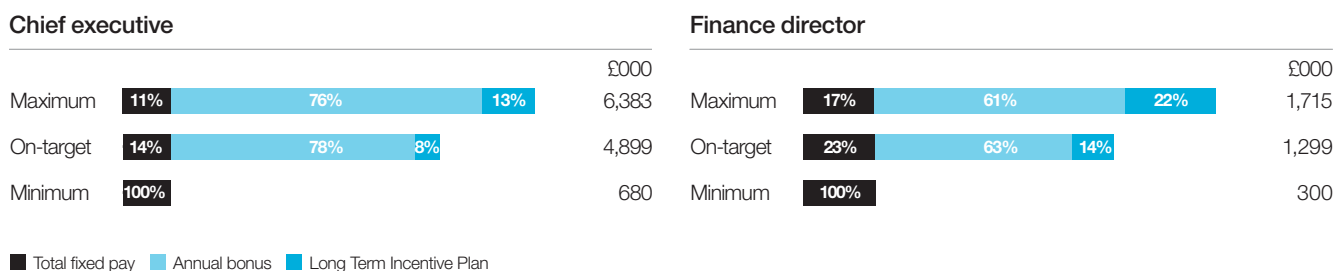 Chief executive
£000
Maximum 11% 76% 13% 6,383
On-target 14% 78% 8% 4,899
Minimum 100% 680
Finance director
£000
Maximum 17% 61% 22% 1,715
On-target 23% 63% 14% 1,299
Minimum 100% 300
Total fixed pay Annual bonus Long Term Incentive Plan